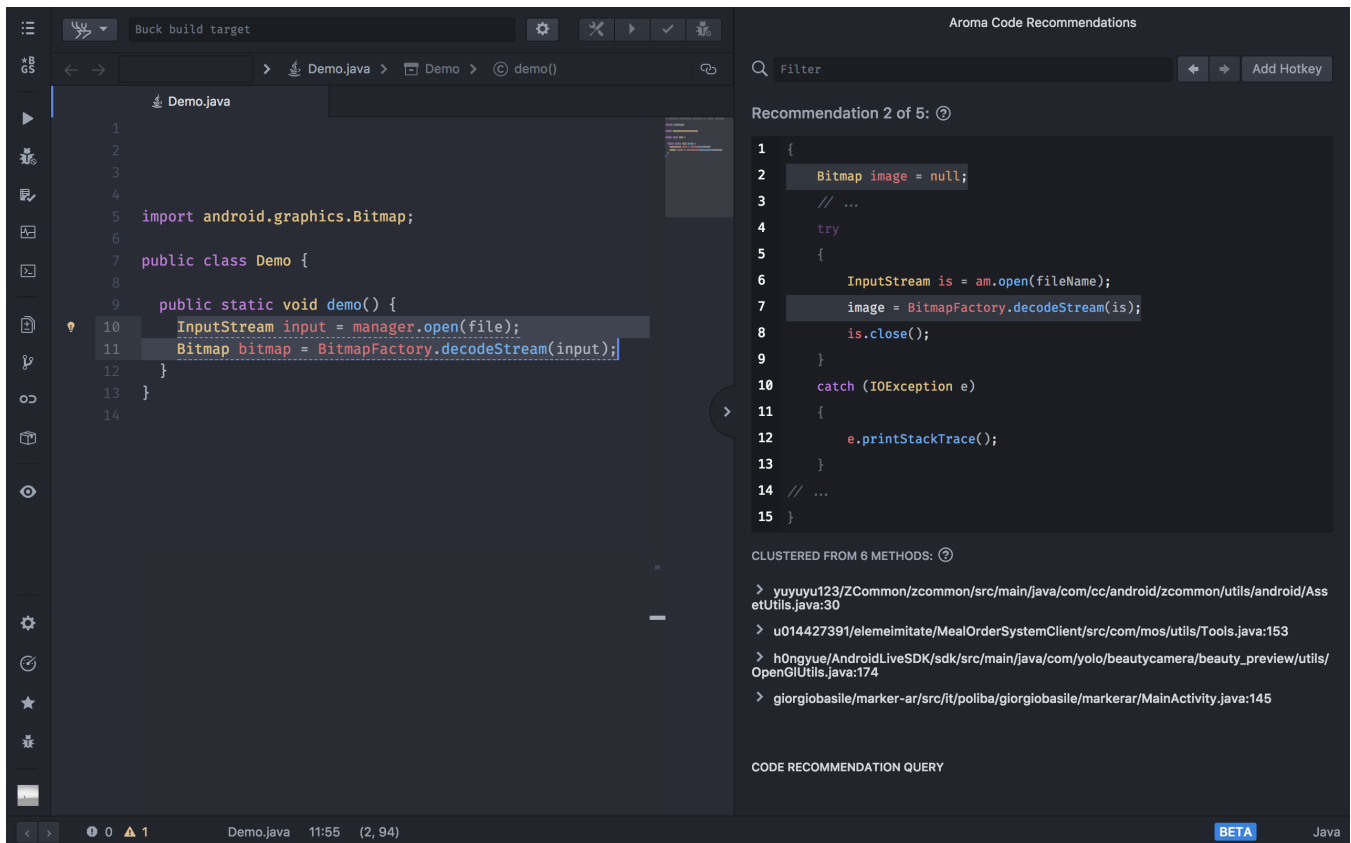 Buck build target
Aroma Code Recommendations
*B
GS
Demo.java
Demo
demo()
Filter
Add Hotkey
Demo.java
Recommendation 2 of 5:
1
2
3
4
5 import android.graphics.Bitmap;
6
7 public class Demo {
8
9 public static void demo() {
10 InputStream input = manager.open(file);
11 Bitmap bitmap = BitmapFactory.decodeStream(input);
12 }
13 }
14
1 {
2 Bitmap image = null;
3 // ...
4 try
5 {
6 InputStream is = am.open(fileName);
7 image = BitmapFactory.decodeStream(is);
8 is.close();
9 }
10 catch (IOException e)
11 {
12 e.printStackTrace();
13 }
14 // ...
15 }
CLUSTERED FROM 6 METHODS:
yuyuyu123/ZCommon/zcommon/src/main/java/com/cc/android/zcommon/utils/android/Ass
etUtils.java:30
u014427391/elemeimitate/MealOrderSystemClient/src/com/mos/utils/Tools.java:153
h0ngyue/AndroidLiveSDK/sdk/src/main/java/com/yolo/beautycamera/beauty_preview/utils/
OpenGlUtils.java:174
giorgiobasile/marker-ar/src/it/poliba/giorgiobasile/markerar/MainActivity.java:145
CODE RECOMMENDATION QUERY
0 1 Demo.java 11:55 (2, 94)
BETA Java